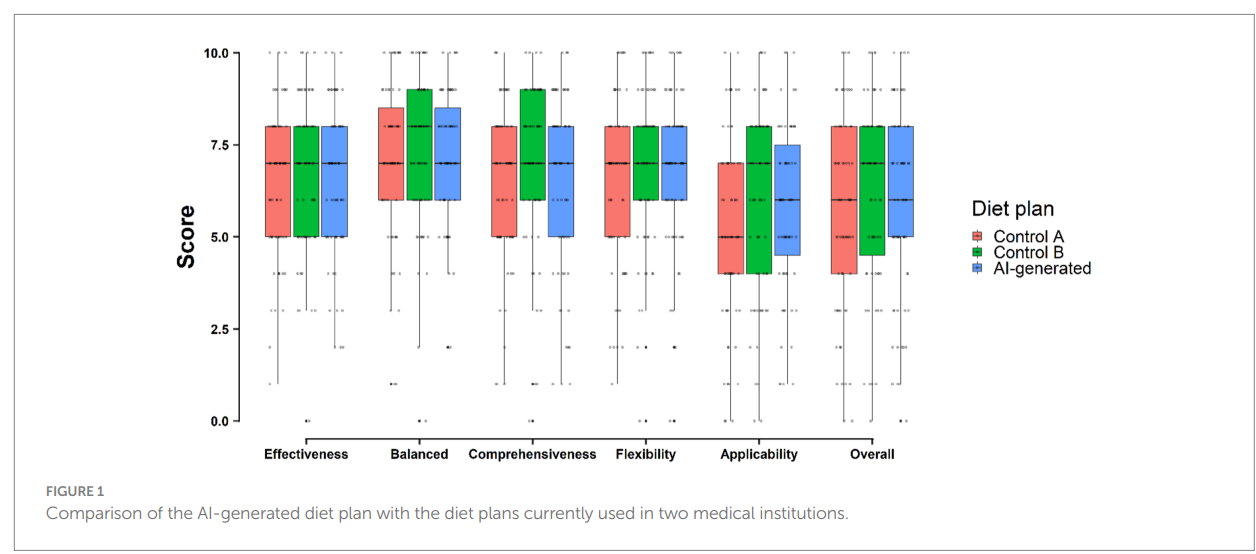 10.0
7.5
5.0
2.5
0.0
Score
Effectiveness Balanced Comprehensiveness Flexibility Applicability Overall
Diet plan
Control A
Control B
AI-generated
FIGURE 1
Comparison of the AI-generated diet plan with the diet plans currently used in two medical institutions.